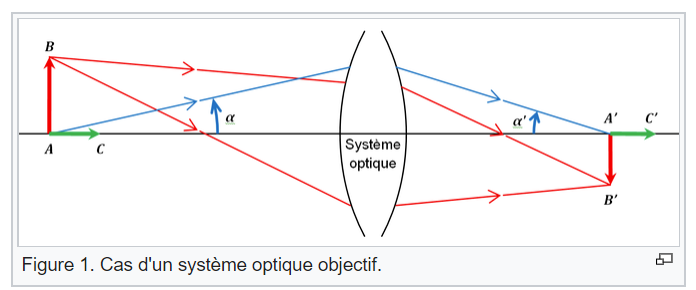 B
α
α'
A'
C'
A
C
Système
optique
B'
Figure 1. Cas d'un système optique objectif.